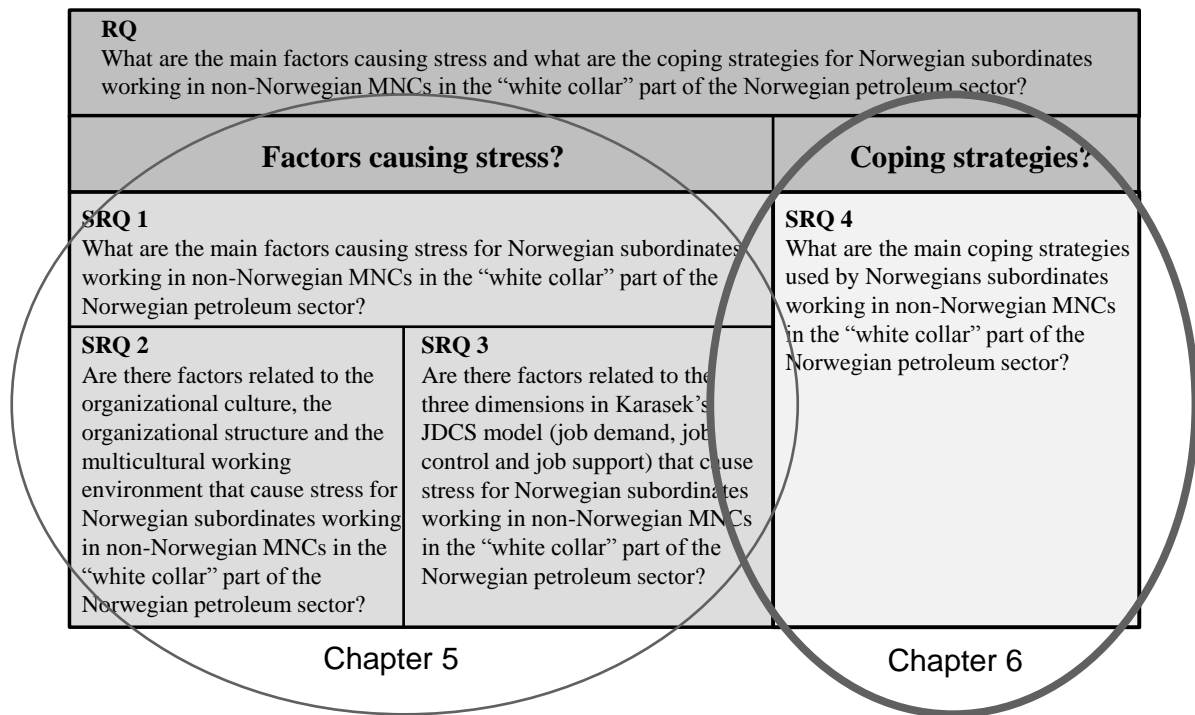 RQ
What are the main factors causing stress and what are the coping strategies for Norwegian subordinates
working in non-Norwegian MNCs in the “white collar” part of the Norwegian petroleum sector?
Factors causing stress?
Coping strategies?
SRQ 1
What are the main factors causing stress for Norwegian subordinates
working in non-Norwegian MNCs in the “white collar” part of the
Norwegian petroleum sector?
SRQ 2
Are there factors related to the
organizational culture, the
organizational structure and the
multicultural working
environment that cause stress for
Norwegian subordinates working
in non-Norwegian MNCs in the
“white collar” part of the
Norwegian petroleum sector?
SRQ 3
Are there factors related to the
three dimensions in Karasek’s
JDCS model (job demand, job
control and job support) that cause
stress for Norwegian subordinates
working in non-Norwegian MNCs
in the “white collar” part of the
Norwegian petroleum sector?
SRQ 4
What are the main coping strategies
used by Norwegians subordinates
working in non-Norwegian MNCs
in the “white collar” part of the
Norwegian petroleum sector?
Chapter 5
Chapter 6